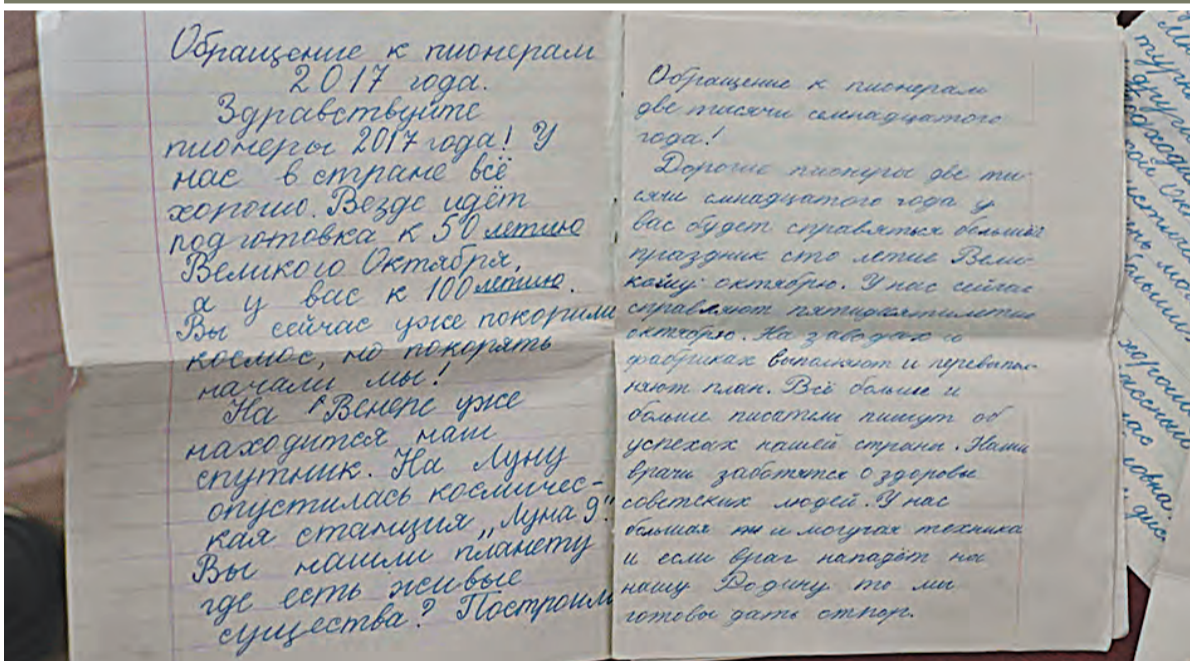 Обращение к пионерам
2017 года.
Здравствуйте
пионеры 2017 года! У
нас в стране всё
хорошо. Везде идёт
подготовка к 50 летию
Великого Октября,
а у вас к 100 летию.
Вы сейчас уже покорили
космос, но покорять
начали мы!
На Венере уже
находится наш
спутник. На Луну
опустилась космичес-
кая станция „Луна 9".
Вы нашли планету
где есть живые
существа? Построили
Оображщение к пионерам
две тисячи семнадцатого
года!
Дорогие пионеры две ти-
сячи смнадцатого года у
вас будет справляться большой
праздник сто летие Вели-
кому октябрю. У нас сейчас
справляют пятидесятилетие
октябрю. На заводах и
фабриках выполняют и перевыпол-
няют план. Всё больше и
больше писатели пишут об
успехах нашей страны. Наши
врачи заботятся о здоровье
советских людей. У нас
большая и могучая техника
и если враг нападёт на
нашу Родину то мы
готовы дать отпор.